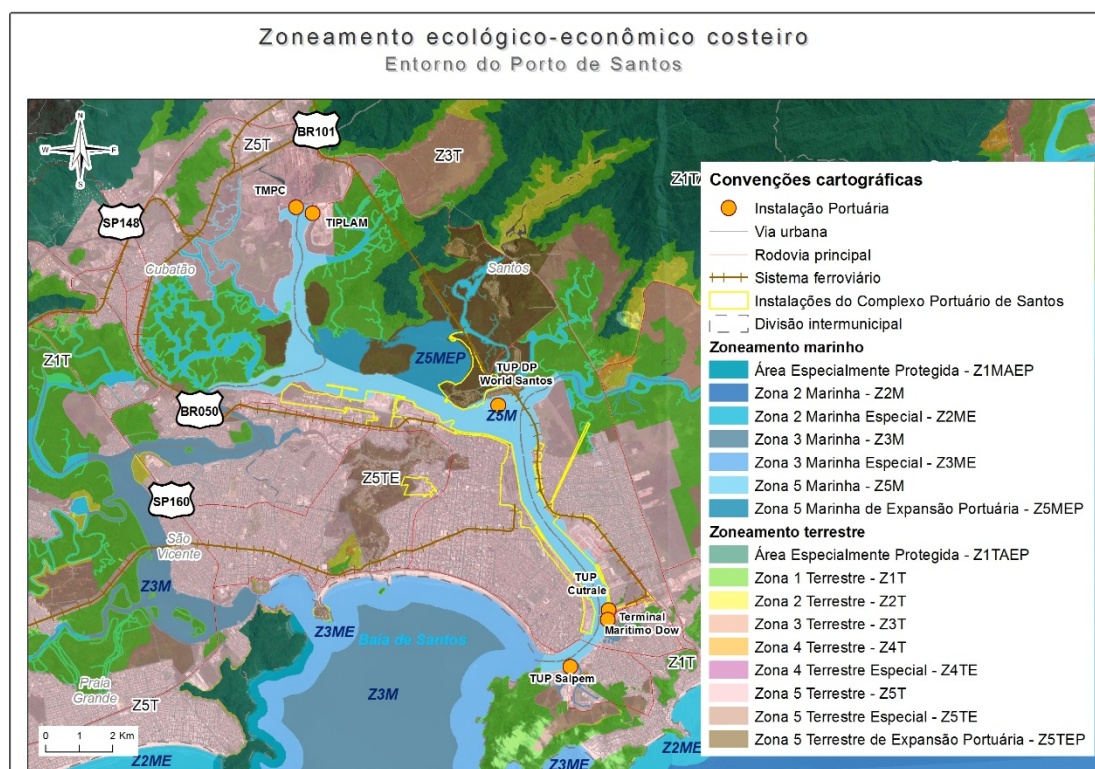 Zoneamento ecológico-econômico costeiro
Entorno do Porto de Santos
N
W
E
S
BR101
Z5T
Z3T
TMPC
TIPLAM
SP148
Cubatão
Santos
Z1T
Z5MEP
TUP DP
World Santos
Z5M
BR050
Z5TE
SP160
São
Vicente
Z3M
TUP
Cutrale
Terminal
Marítimo Dow
Z3ME
Baía de Santos
Z1T
TUP Saipem
Praia
Grande
Z3M
Z5T
Z2ME
0 1 2 Km
Z2ME
Z3ME
Convenções cartográficas
Instalação Portuária
Via urbana
Rodovia principal
Sistema ferroviário
Instalações do Complexo Portuário de Santos
Divisão intermunicipal
Zoneamento marinho
Área Especialmente Protegida - Z1MAEP
Zona 2 Marinha - Z2M
Zona 2 Marinha Especial - Z2ME
Zona 3 Marinha - Z3M
Zona 3 Marinha Especial - Z3ME
Zona 5 Marinha - Z5M
Zona 5 Marinha de Expansão Portuária - Z5MEP
Zoneamento terrestre
Área Especialmente Protegida - Z1TAEP
Zona 1 Terrestre - Z1T
Zona 2 Terrestre - Z2T
Zona 3 Terrestre - Z3T
Zona 4 Terrestre - Z4T
Zona 4 Terrestre Especial - Z4TE
Zona 5 Terrestre - Z5T
Zona 5 Terrestre Especial - Z5TE
Zona 5 Terrestre de Expansão Portuária - Z5TEP